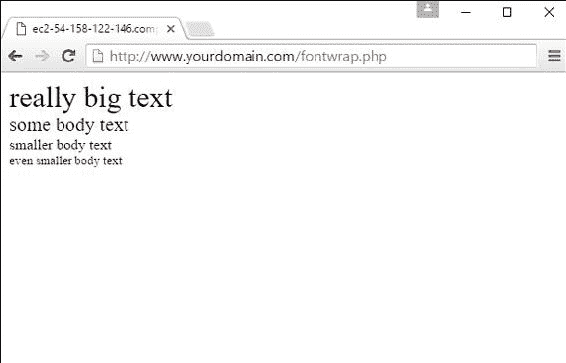 ec2-54-158-122-146.comp
http://www.yourdomain.com/fontwrap.php
really big text
some body text
smaller body text
even smaller body text